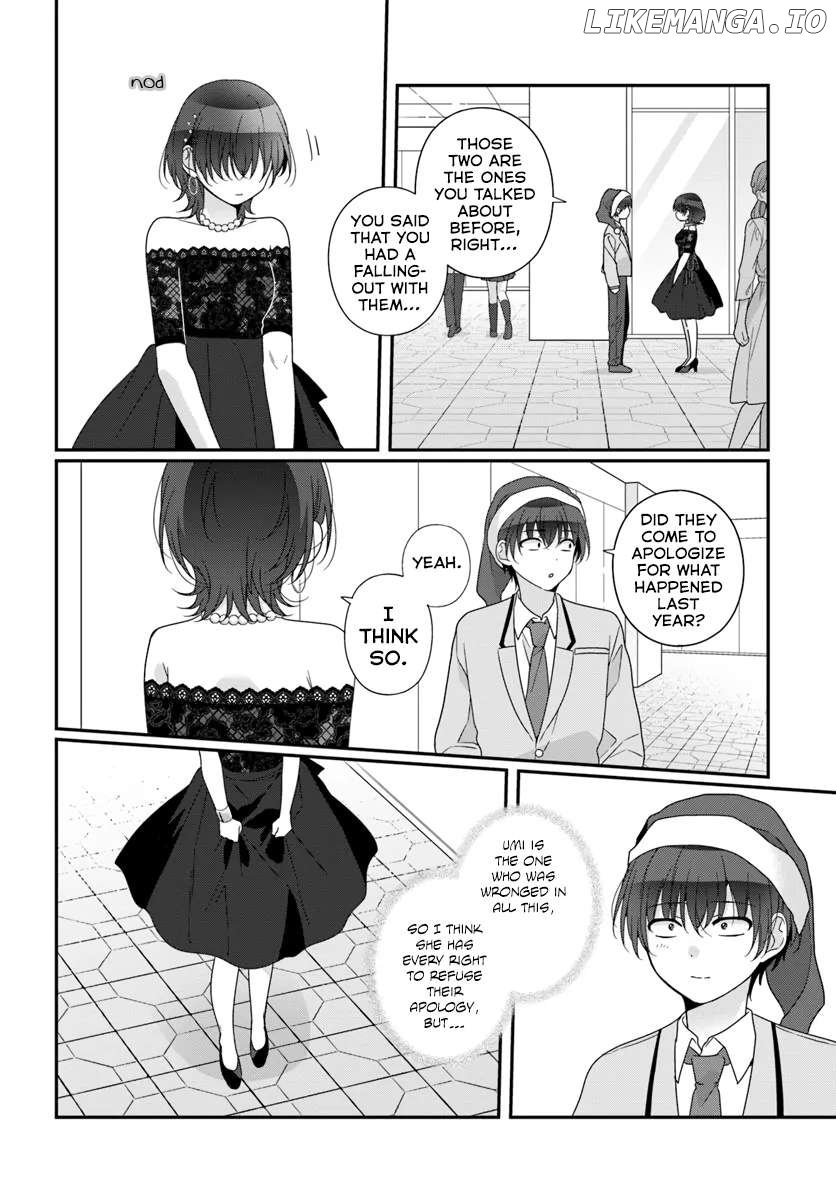 LIKEMANGA.IO
THOSE
TWO ARE
THE ONES
YOU TALKED
ABOUT
BEFORE,
RIGHT...
YOU SAID
THAT YOU
HAD A
FALLING-
OUT WITH
THEM...
nod
DID THEY
COME TO
APOLOGIZE
FOR WHAT
HAPPENED
LAST
YEAR?
YEAH.
I
THINK
SO.
UMI IS
THE ONE
WHO WAS
WRONGED IN
ALL THIS,
SO I THINK
SHE HAS
EVERY RIGHT
TO REFUSE
THEIR
APOLOGY,
BUT...